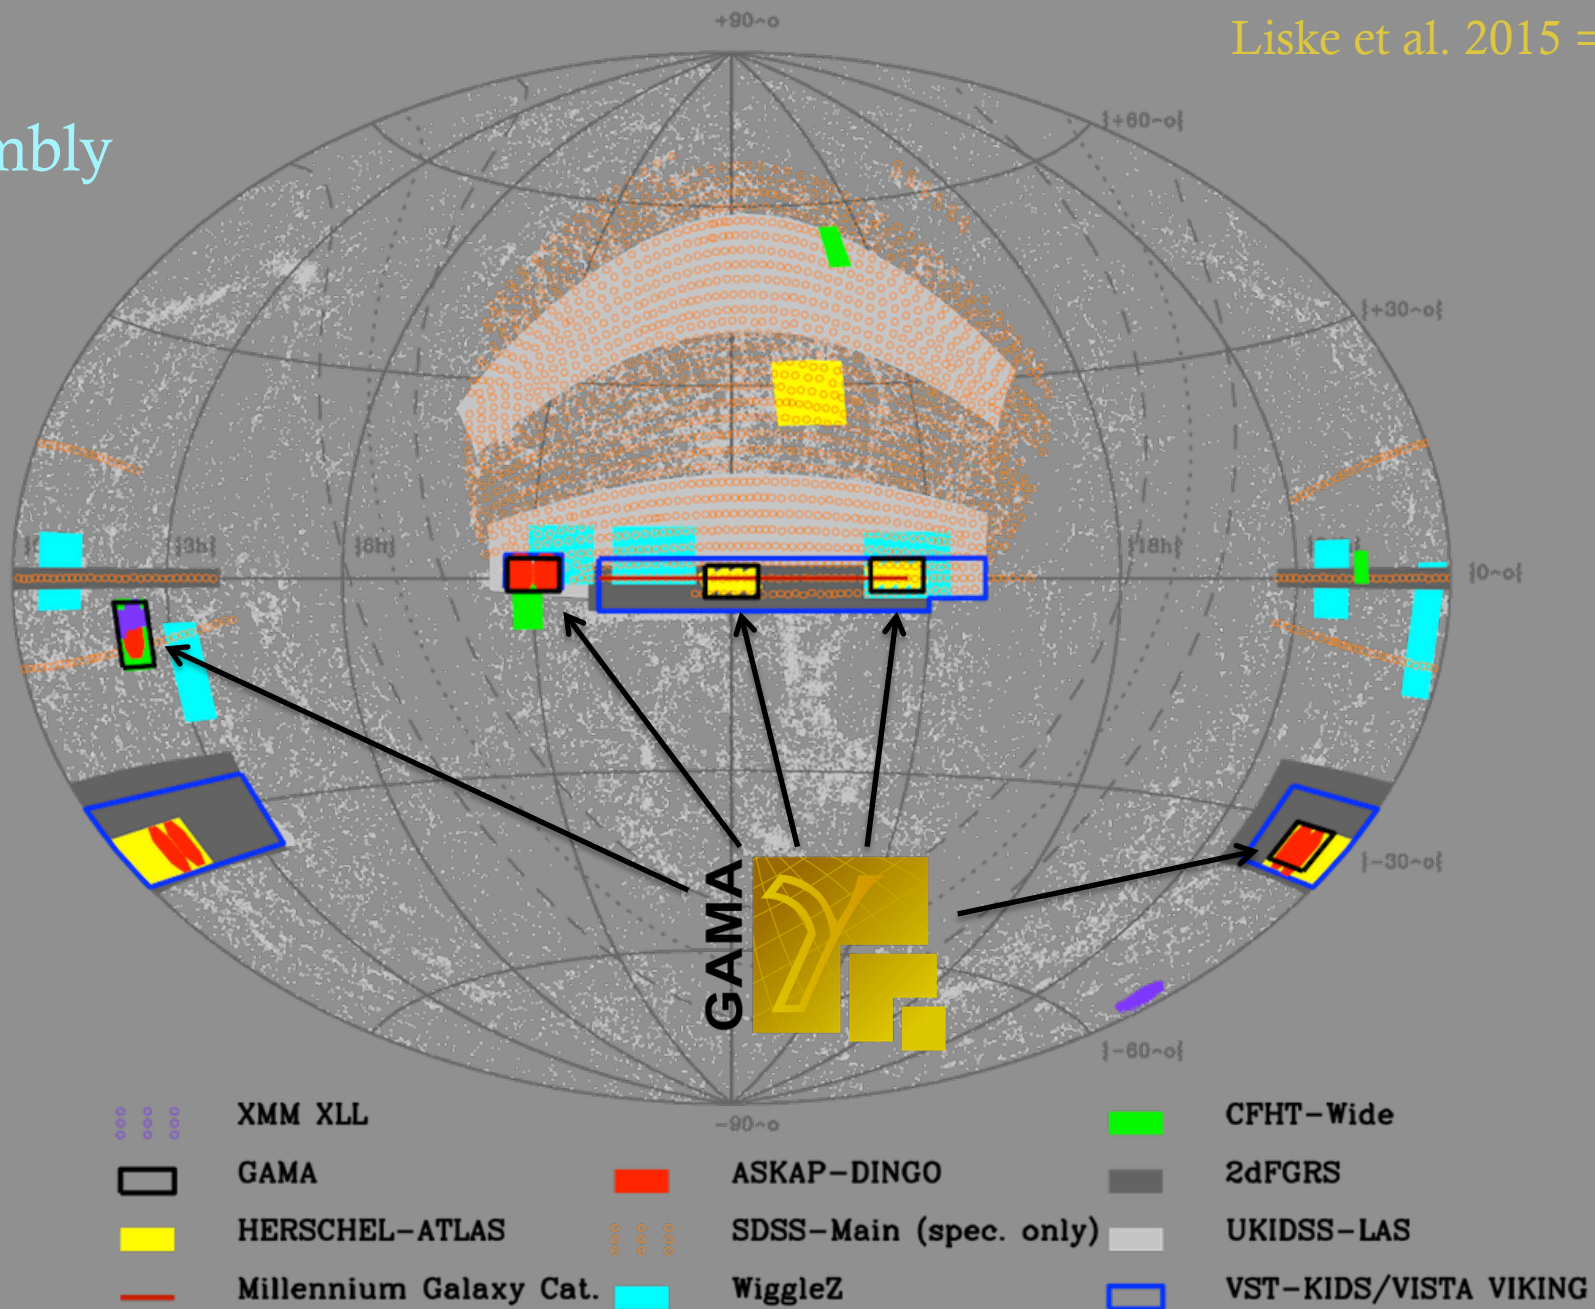 +90~o
Liske et al. 2015 =
mbly
}+60~o{
}+30~o{
}3h{
}6h{
}18h{
}0~o{
}-30~o{
GAMA
}-60~o{
-90~o
XMM XLL
CFHT-Wide
GAMA
ASKAP-DINGO
2dFGRS
HERSCHEL-ATLAS
SDSS-Main (spec. only)
UKIDSS-LAS
Millennium Galaxy Cat.
WiggleZ
VST-KIDS/VISTA VIKING